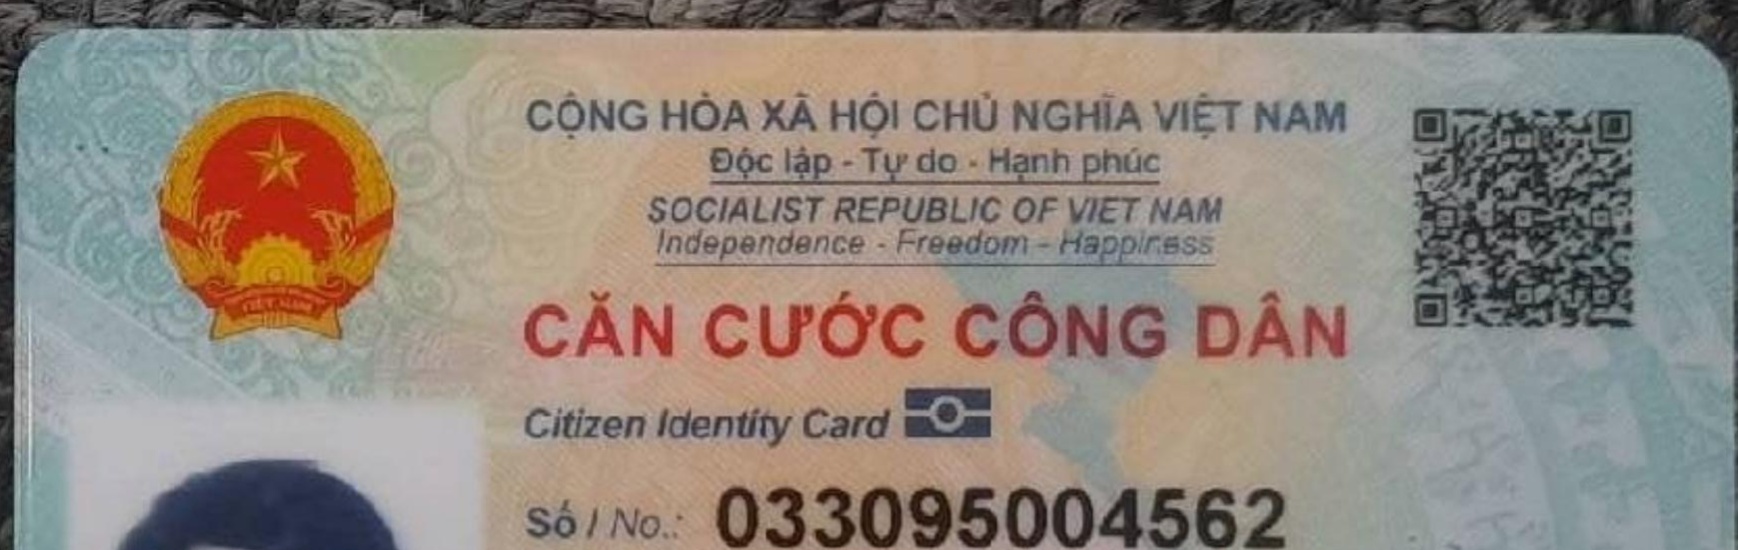 CỘNG HÒA XÃ HỘI CHỦ NGHĨA VIỆT NAM
Độc lập - Tự do - Hạnh phúc
SOCIALIST REPUBLIC OF VIET NAM
Independence - Freedom - Happiness
CĂN CƯỚC CÔNG DÂN
Citizen Identity Card
Số / No.: 033095004562
VIỆT NAM